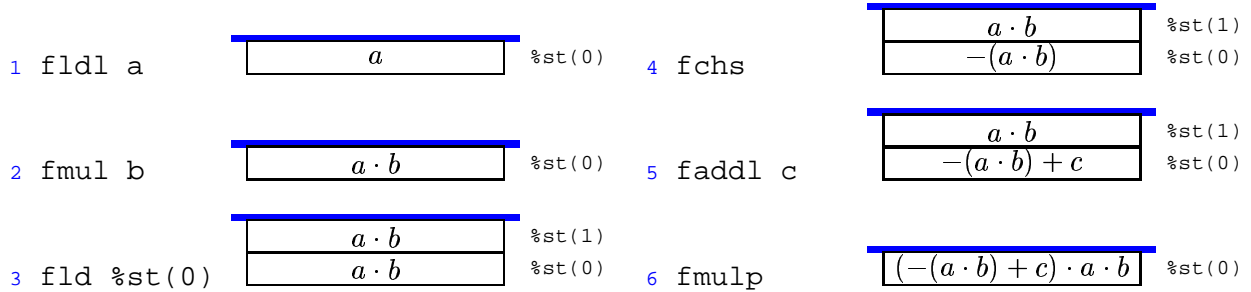 1 fldl a
a
%st(0)
2 fmul b
a · b
%st(0)
3 fld %st(0)
a · b
%st(1)
a · b
%st(0)
4 fchs
a · b
%st(1)
−(a · b)
%st(0)
5 faddl c
a · b
%st(1)
−(a · b) + c
%st(0)
6 fmulp
(−(a · b) + c) · a · b
%st(0)